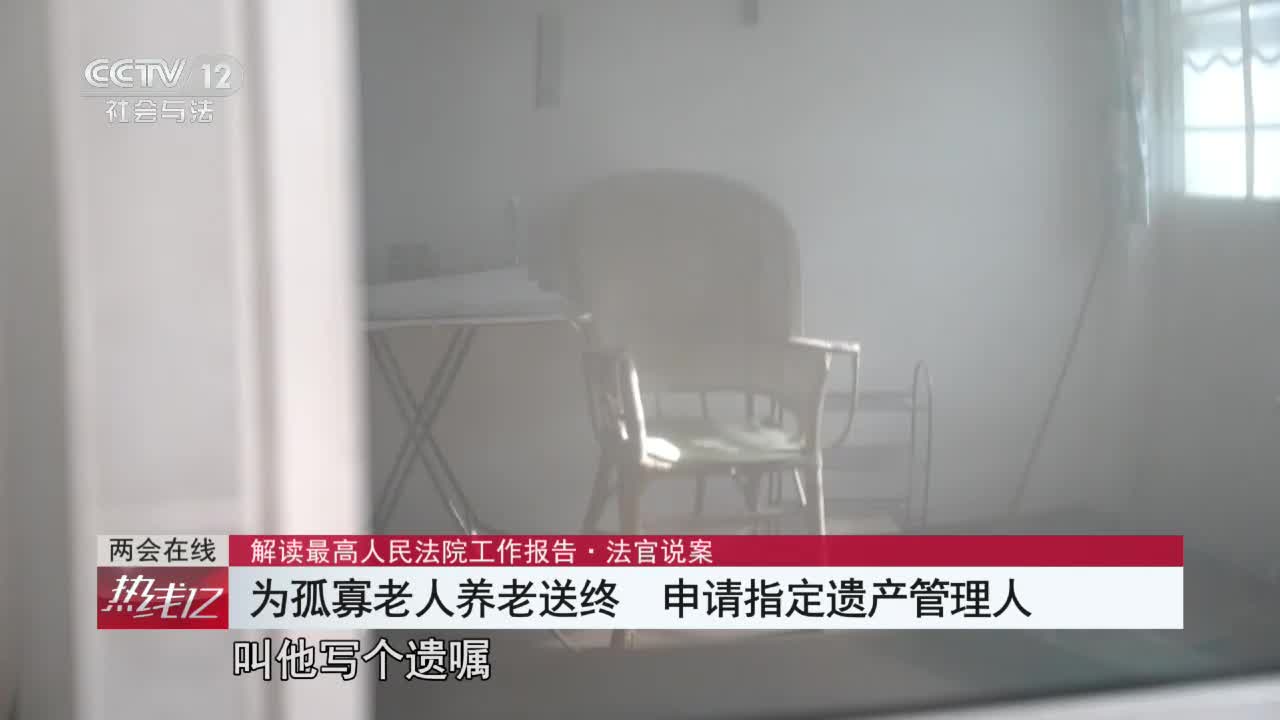 CCTV 12
社会与法
两会在线
解读最高人民法院工作报告·法官说案
热线12
为孤寡老人养老送终 申请指定遗产管理人
叫他写个遗嘱